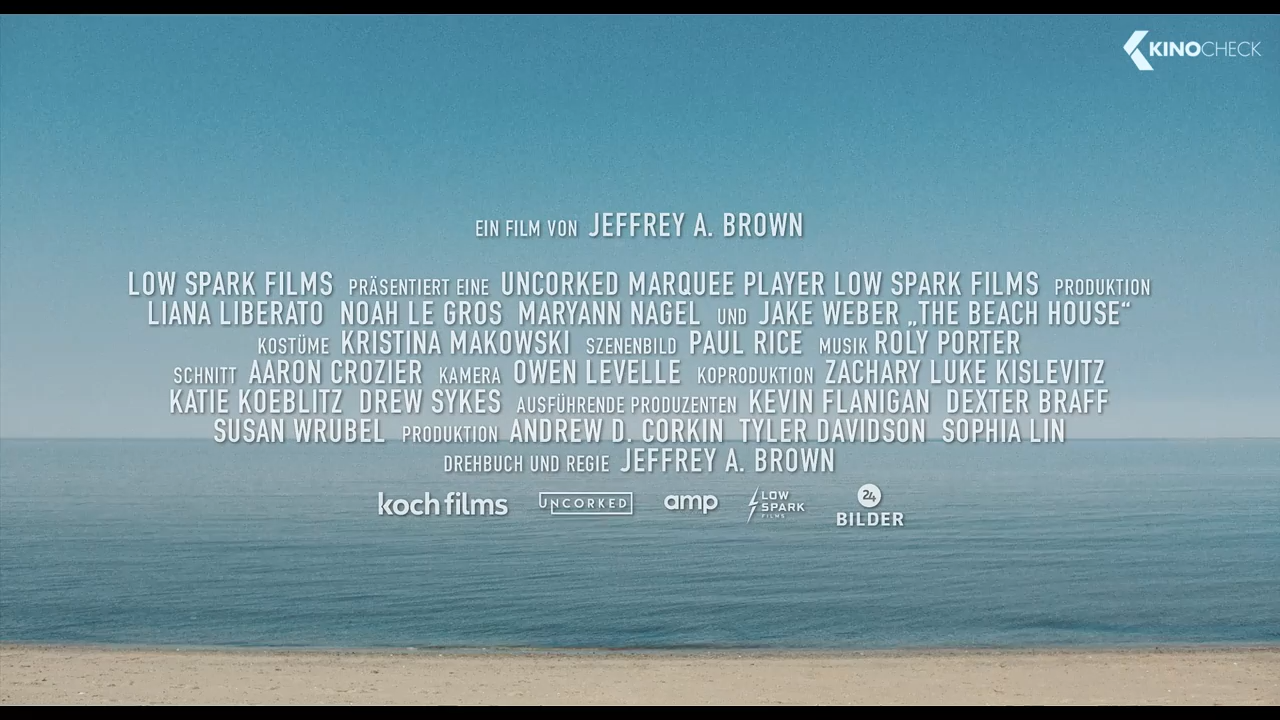 KINOCHECK
EIN FILM VON JEFFREY A. BROWN
LOW SPARK FILMS PRÄSENTIERT EINE UNCORKED MARQUEE PLAYER LOW SPARK FILMS PRODUKTION
LIANA LIBERATO NOAH LE GROS MARYANN NAGEL UND JAKE WEBER „THE BEACH HOUSE“
KOSTÜME KRISTINA MAKOWSKI SZENENBILD PAUL RICE MUSIK ROLY PORTER
SCHNITT AARON CROZIER KAMERA OWEN LEVELLE KOPRODUKTION ZACHARY LUKE KISLEVITZ
KATIE KOEBLITZ DREW SYKES AUSFÜHRENDE PRODUZENTEN KEVIN FLANIGAN DEXTER BRAFF
SUSAN WRUBEL PRODUKTION ANDREW D. CORKIN TYLER DAVIDSON SOPHIA LIN
DREHBUCH UND REGIE JEFFREY A. BROWN
koch films UNCORKED amp LOW SPARK FILMS 24 BILDER